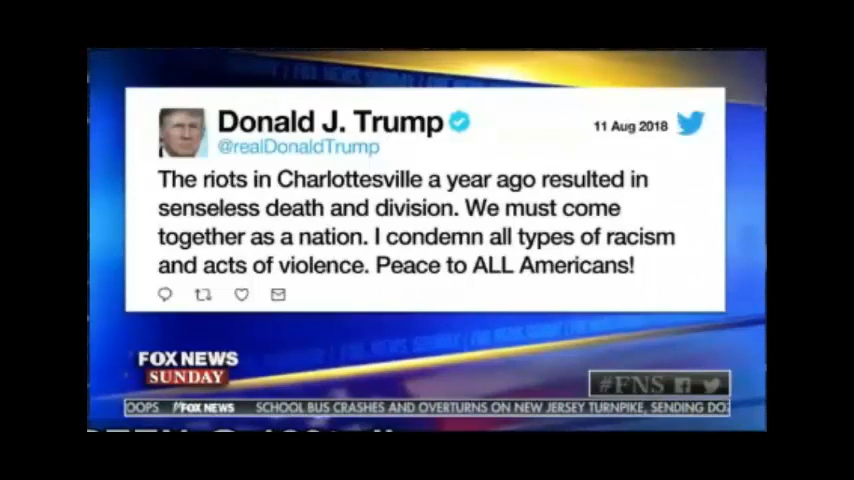 Donald J. Trump
11 Aug 2018
@realDonaldTrump
The riots in Charlottesville a year ago resulted in
senseless death and division. We must come
together as a nation. I condemn all types of racism
and acts of violence. Peace to ALL Americans!
FOX NEWS
SUNDAY
#FNS
OOPS FOX NEWS SCHOOL BUS CRASHES AND OVERTURNS ON NEW JERSEY TURNPIKE, SENDING